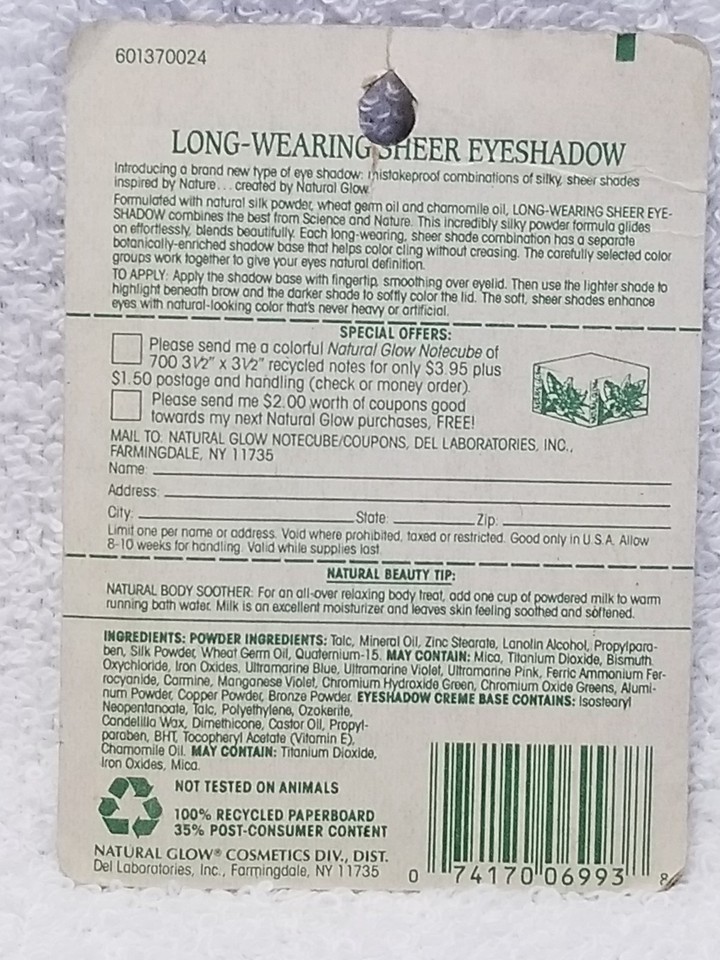 601370024
LONG-WEARING SHEER EYESHADOW
Introducing a brand new type of eye shadow: mistakeproof combinations of silky, sheer shades
inspired by Nature... created by Natural Glow.
Formulated with natural silk powder, wheat germ oil and chamomile oil, LONG-WEARING SHEER EYE-
SHADOW combines the best from Science and Nature. This incredibly silky powder formula glides
on effortlessly, blends beautifully. Each long-wearing, sheer shade combination has a separate
botanically-enriched shadow base that helps color cling without creasing. The carefully selected color
groups work together to give your eyes natural definition.
TO APPLY: Apply the shadow base with fingertip, smoothing over eyelid. Then use the lighter shade to
highlight beneath brow and the darker shade to softly color the lid. The soft, sheer shades enhance
eyes with natural-looking color that's never heavy or artificial.
SPECIAL OFFERS:
Please send me a colorful Natural Glow Notecube of
700 3½" x 3½" recycled notes for only $3.95 plus
$1.50 postage and handling (check or money order).
Please send me $2.00 worth of coupons good
towards my next Natural Glow purchases, FREE!
MAIL TO: NATURAL GLOW NOTECUBE/COUPONS, DEL LABORATORIES, INC.,
FARMINGDALE, NY 11735
Name:
Address:
City: State: Zip:
Limit one per name or address. Void where prohibited, taxed or restricted. Good only in U.S.A. Allow
8-10 weeks for handling. Valid while supplies last.
NATURAL BEAUTY TIP:
NATURAL BODY SOOTHER: For an all-over relaxing body treat, add one cup of powdered milk to warm
running bath water. Milk is an excellent moisturizer and leaves skin feeling soothed and softened.
INGREDIENTS: POWDER INGREDIENTS: Talc, Mineral Oil, Zinc Stearate, Lanolin Alcohol, Propylpara-
ben, Silk Powder, Wheat Germ Oil, Quaternium-15. MAY CONTAIN: Mica, Titanium Dioxide, Bismuth
Oxychloride, Iron Oxides, Ultramarine Blue, Ultramarine Violet, Ultramarine Pink, Ferric Ammonium Fer-
rocyanide, Carmine, Manganese Violet, Chromium Hydroxide Green, Chromium Oxide Greens, Alumi-
num Powder, Copper Powder, Bronze Powder. EYESHADOW CREME BASE CONTAINS: Isostearyl
Neopentanoate, Talc, Polyethylene, Ozokerite,
Candelilla Wax, Dimethicone, Castor Oil, Propyl-
paraben, BHT, Tocopheryl Acetate (Vitamin E),
Chamomile Oil. MAY CONTAIN: Titanium Dioxide,
Iron Oxides, Mica.
NOT TESTED ON ANIMALS
100% RECYCLED PAPERBOARD
35% POST-CONSUMER CONTENT
NATURAL GLOW® COSMETICS DIV., DIST.
Del Laboratories, Inc., Farmingdale, NY 11735
0 74170 06993 8